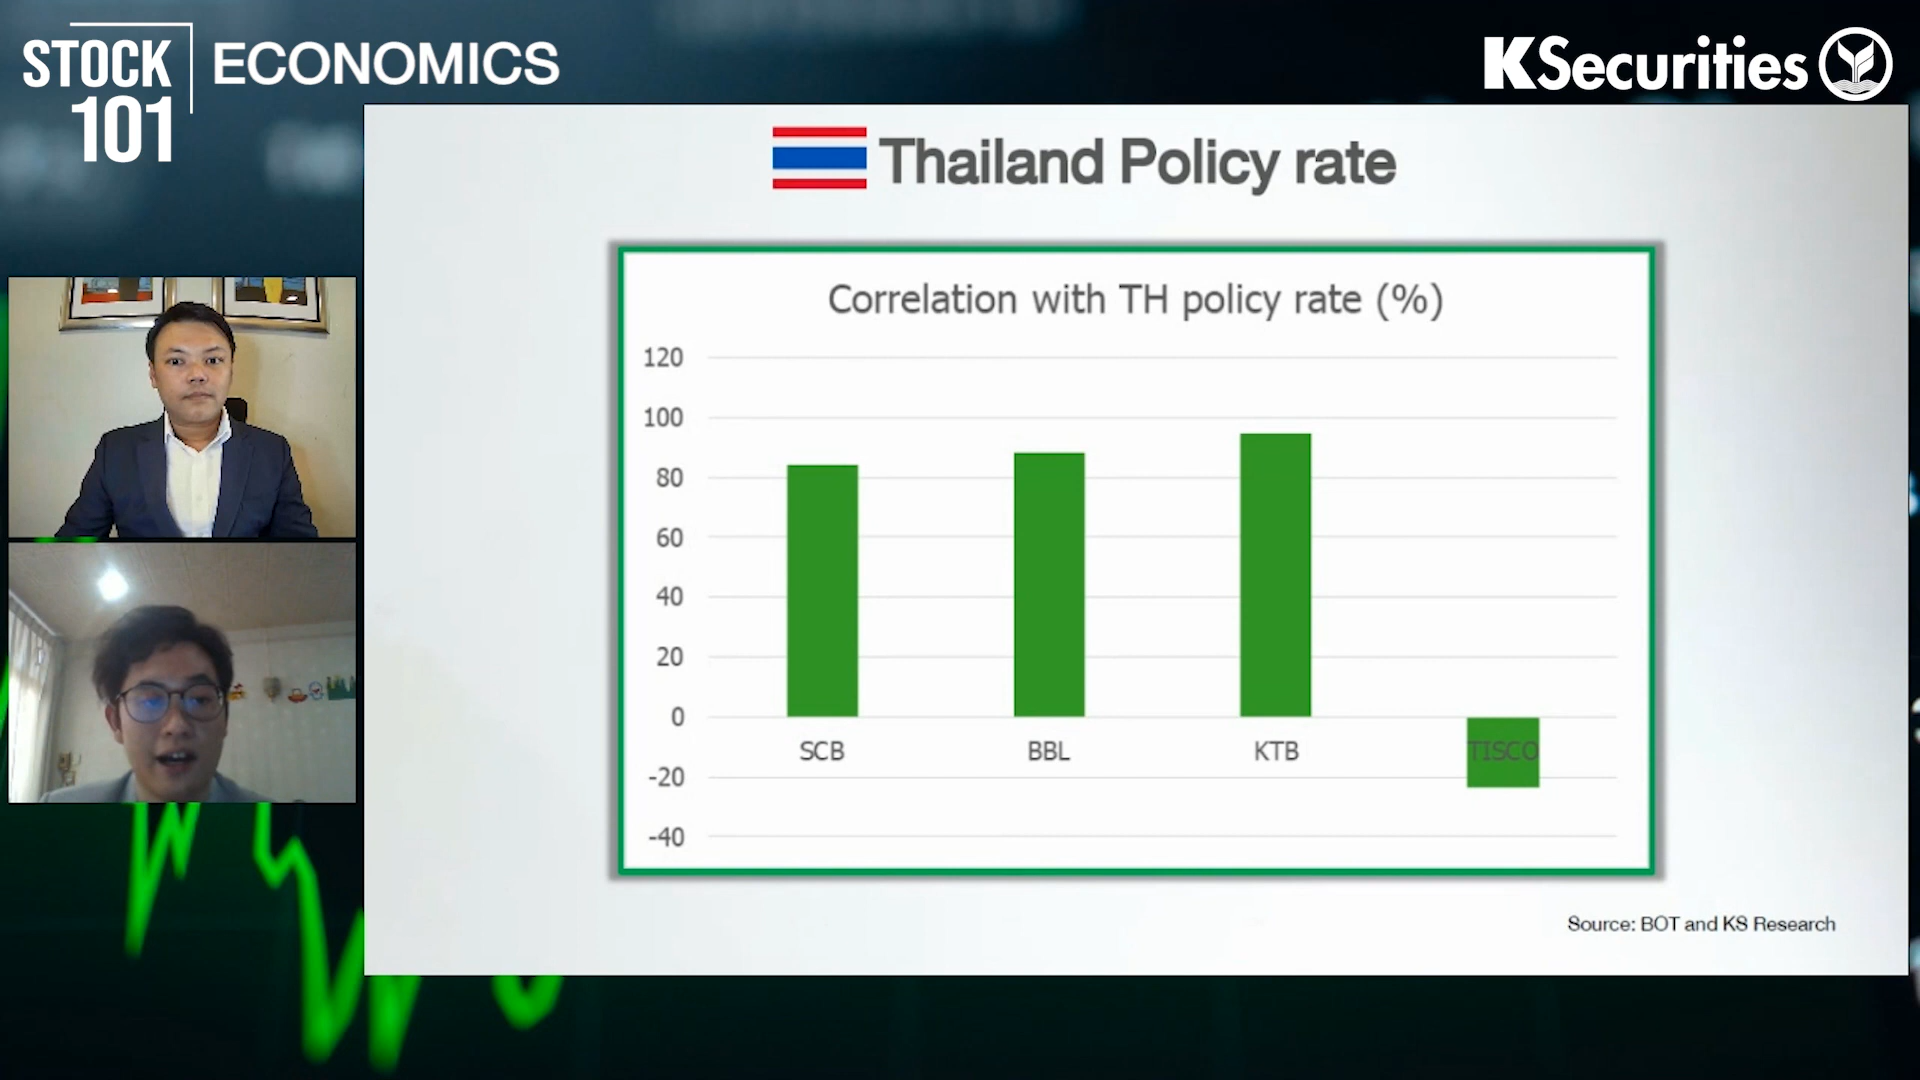 STOCK
101
ECONOMICS
KSecurities
Thailand Policy rate
Correlation with TH policy rate (%)
120
100
80
60
40
20
0
-20
-40
SCB
BBL
KTB
TISCO
Source: BOT and KS Research